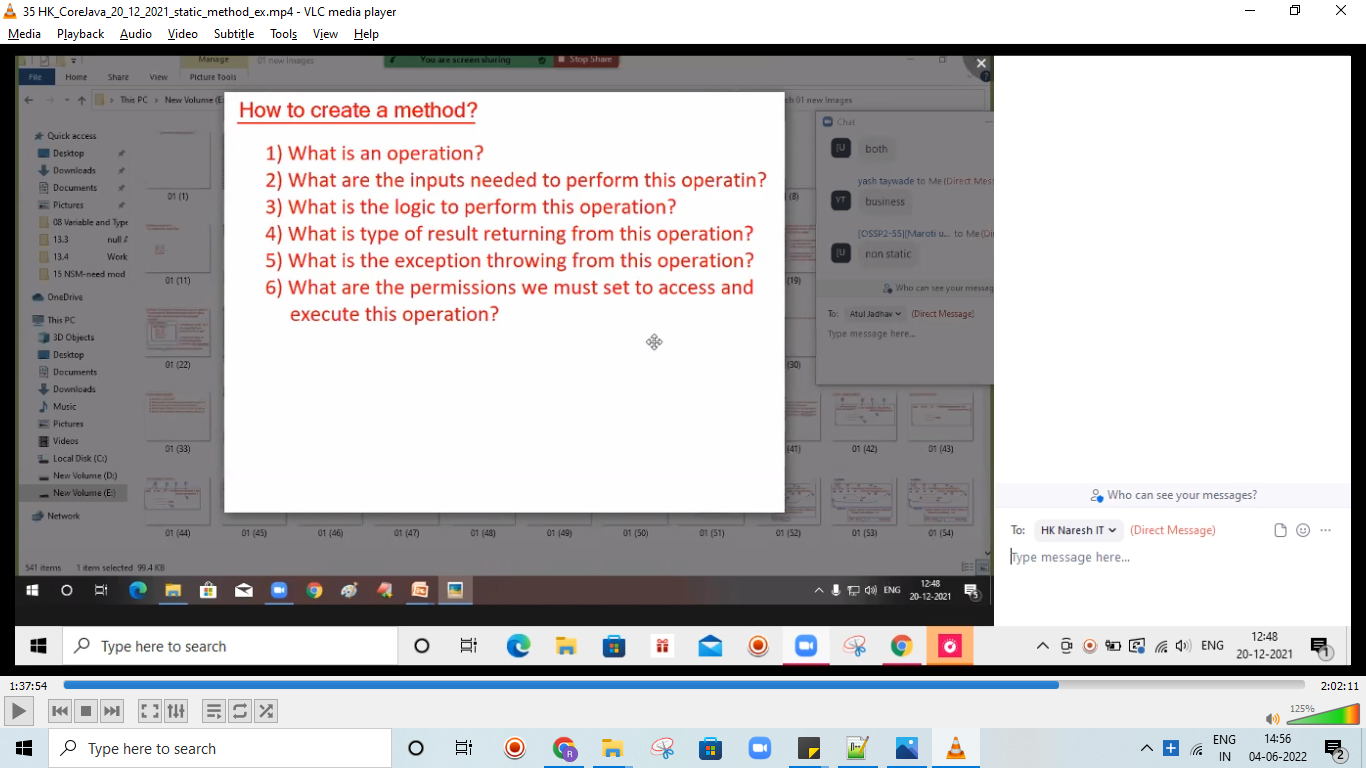 35 HK_CoreJava_20_12_2021_static_method_ex.mp4 - VLC media player
Media Playback Audio Video Subtitle Tools View Help
Manage 01 new Images
You are screen sharing Stop Share
File Home Share View Picture Tools
This PC New Volume (E: ch 01 new Images
How to create a method?
1) What is an operation?
2) What are the inputs needed to perform this operatin?
3) What is the logic to perform this operation?
4) What is type of result returning from this operation?
5) What is the exception throwing from this operation?
6) What are the permissions we must set to access and
execute this operation?
Quick access
Desktop
Downloads
Documents
Pictures
08 Variable and Type
13.3 null &
13.4 Work
15 NSM-need mod
OneDrive
This PC
3D Objects
Desktop
Documents
Downloads
Music
Pictures
Videos
Local Disk (C:)
New Volume (D:)
New Volume (E:)
Network
01 (1)
(8)
01 (11)
(19)
01 (22)
(30)
01 (33)
(41) 01 (42) 01 (43)
01 (44) 01 (45) 01 (46) 01 (47) 01 (48) 01 (49) 01 (50) 01 (51) 01 (52) 01 (53) 01 (54)
541 items 1 item selected 99.4 KB
Chat
[U both
yash taywade to Me (Direct Mess
YT business
[OSSP2-55][Maroti u... to Me (Di
[U non static
Who can see your messag
To: Atul Jadhav (Direct Message)
Type message here...
ENG 12:48
20-12-2021
5
Who can see your messages?
To: HK Naresh IT (Direct Message)
Type message here...
Type here to search
ENG 12:48
20-12-2021
1
1:37:54 2:02:11
125%
Type here to search
R
ENG 14:56
IN 04-06-2022
2